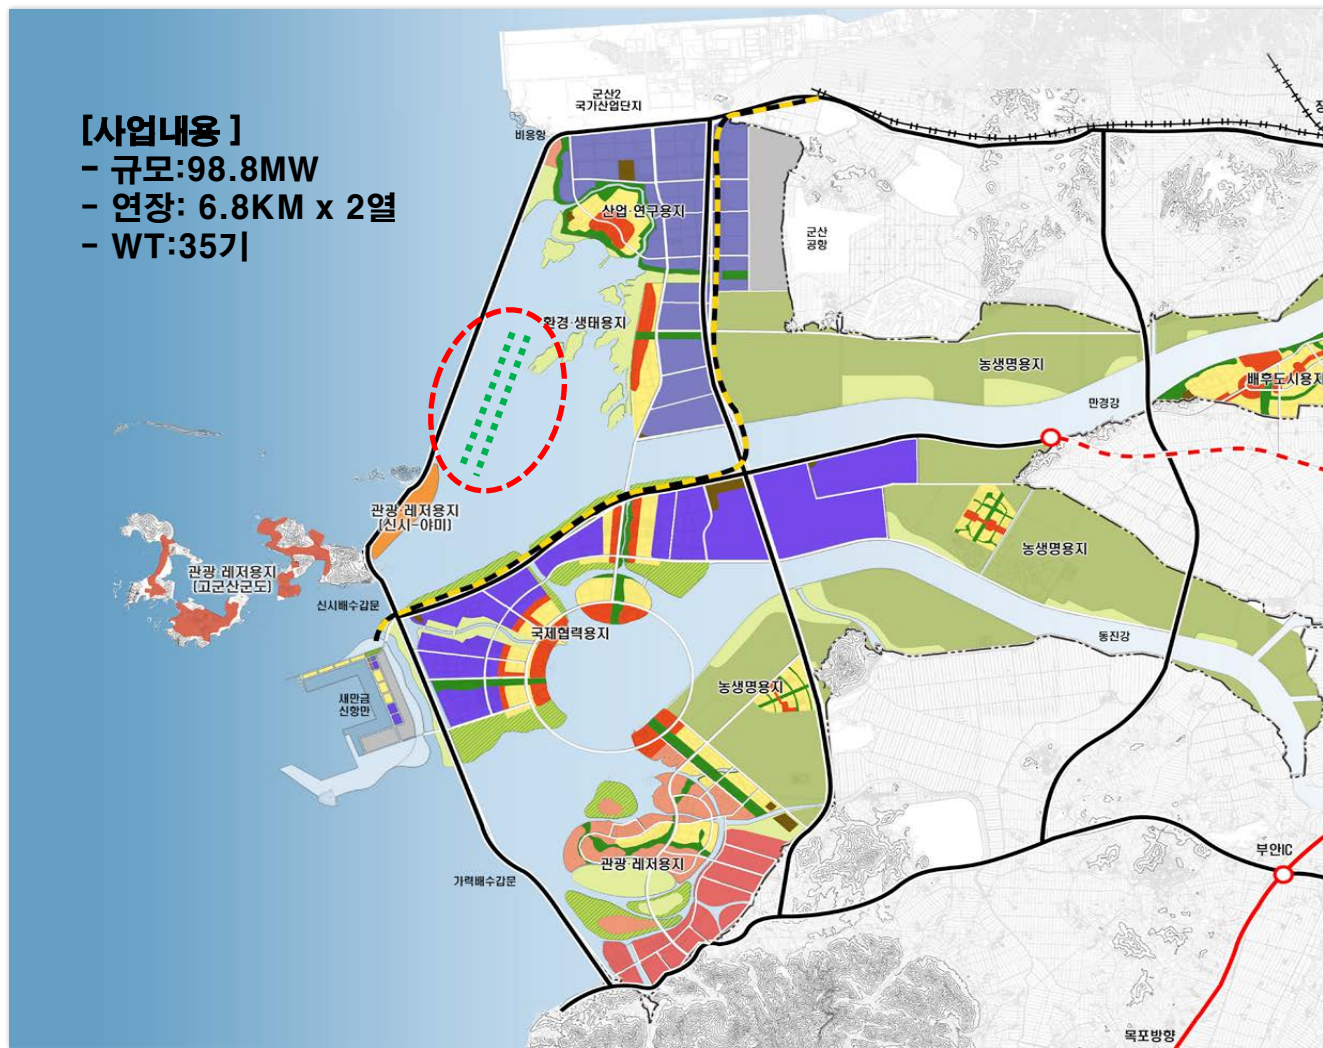 [사업내용 ]
- 규모:98.8MW
- 연장: 6.8KM x 2열
- WT:35기
군산2
국가산업단지
비응항
산업·연구용지
군산
공항
환경·생태용지
농생명용지
배후도시용지
만경강
관광·레저용지
(신시-야미)
농생명용지
관광·레저용지
(고군산군도)
신시배수갑문
국제협력용지
동진강
농생명용지
새만금
신항만
관광·레저용지
가력배수갑문
부안IC
목포방향